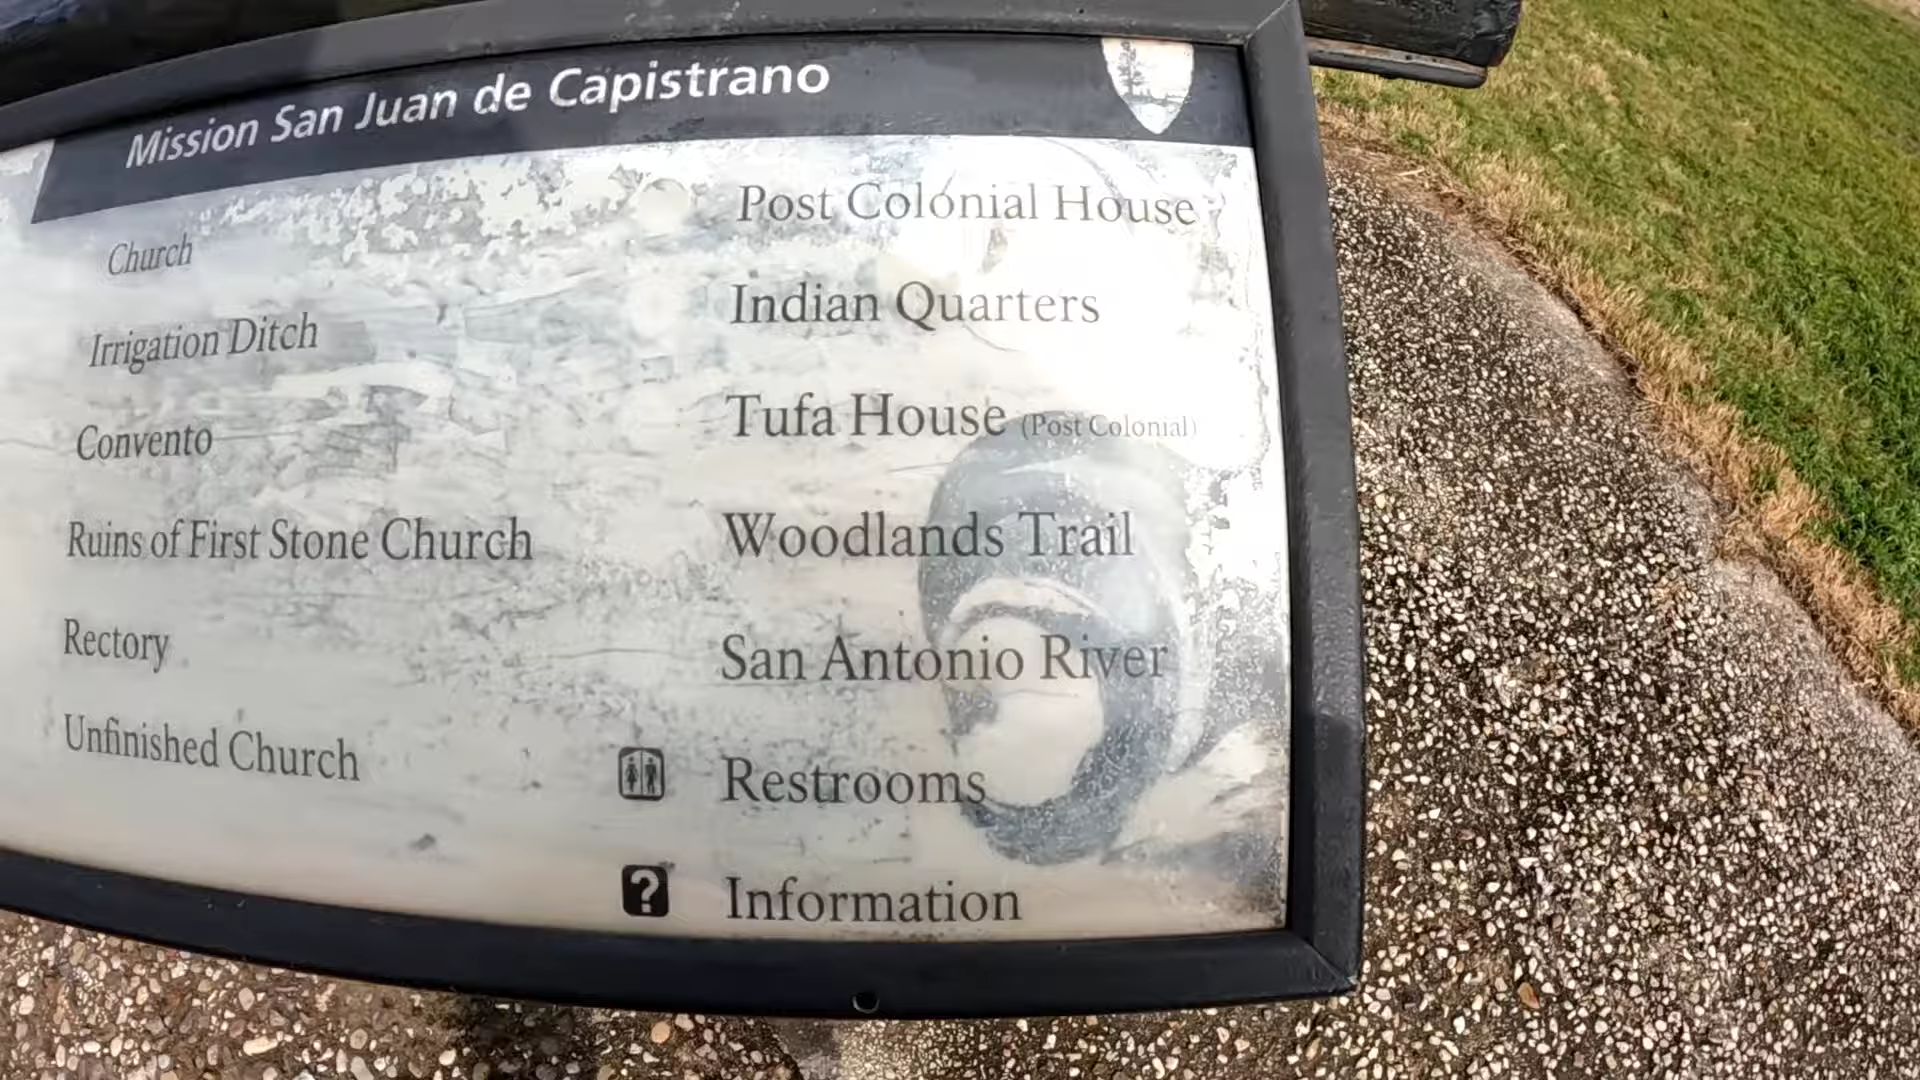 Mission San Juan de Capistrano
Church
Irrigation Ditch
Convento
Ruins of First Stone Church
Rectory
Unfinished Church
Post Colonial House
Indian Quarters
Tufa House (Post Colonial)
Woodlands Trail
San Antonio River
Restrooms
? Information